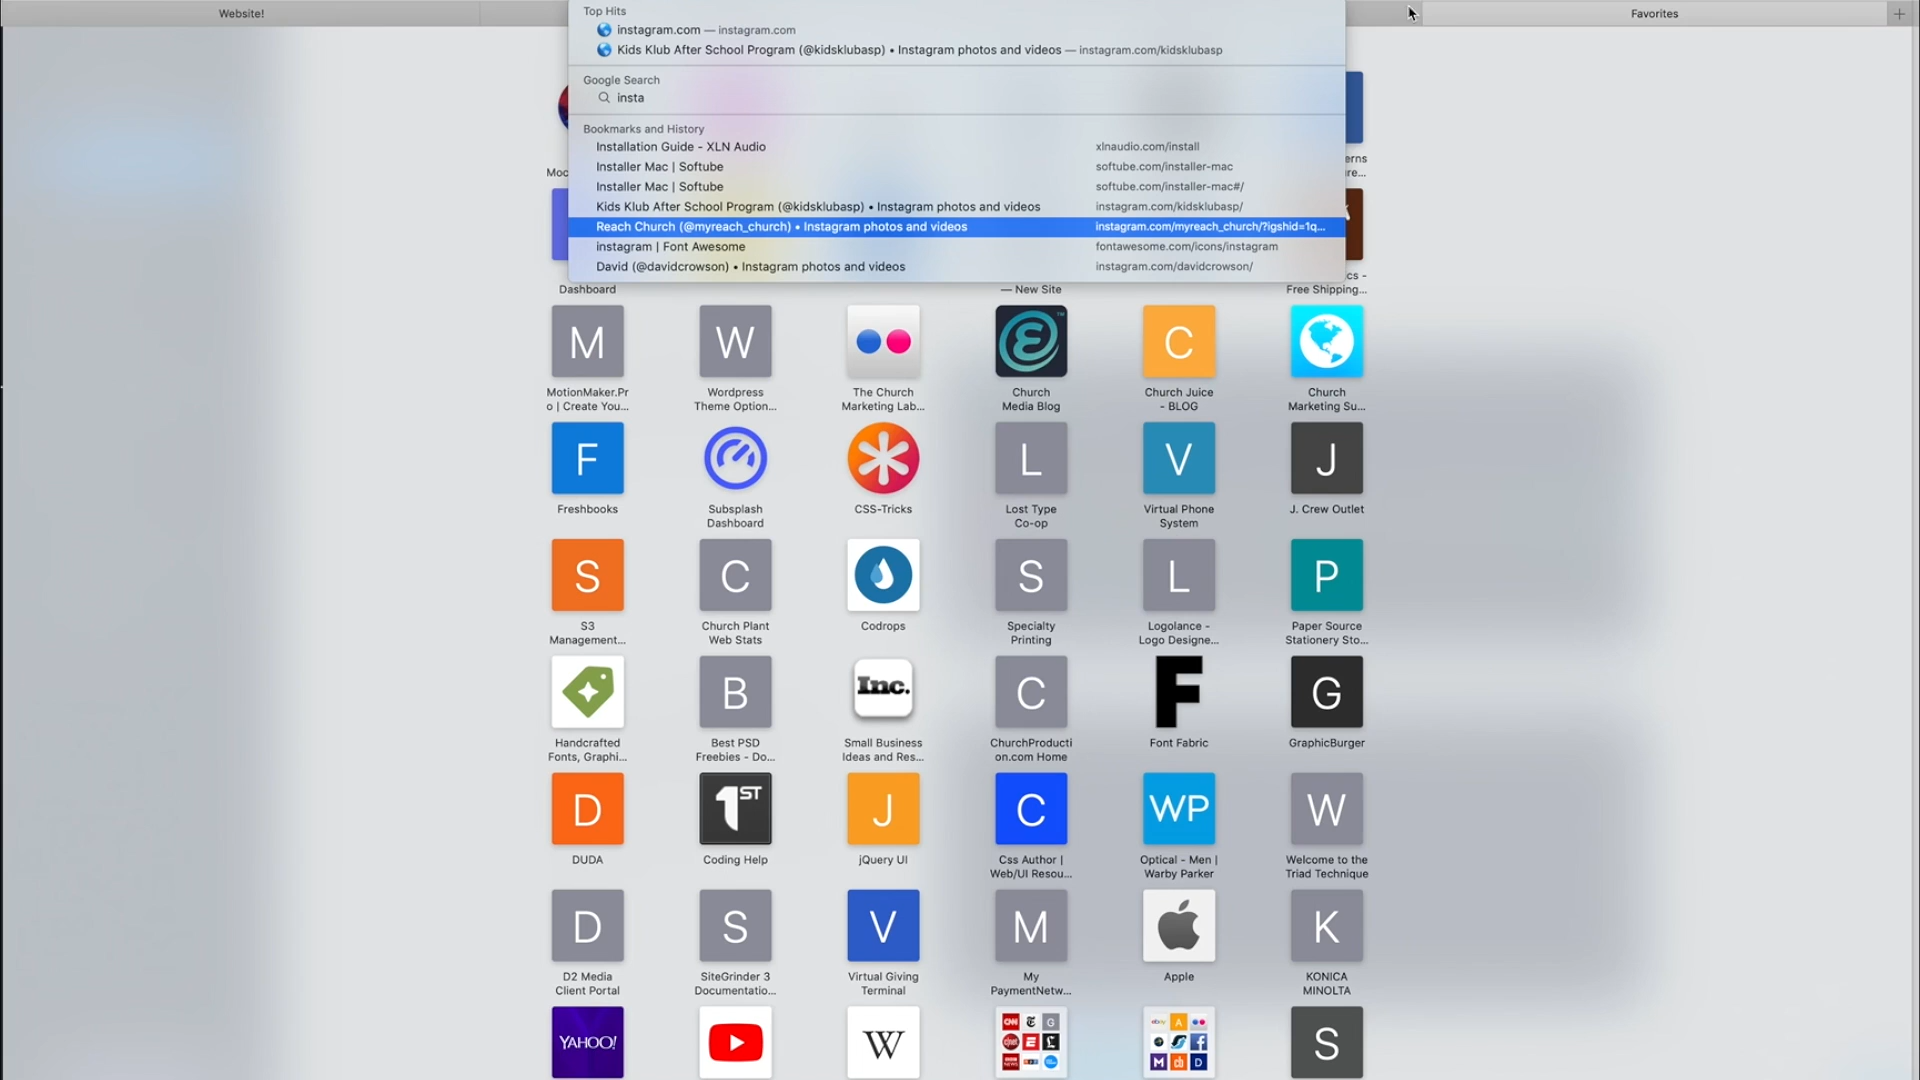 Website!
Favorites
Top Hits
instagram.com — instagram.com
Kids Klub After School Program (@kidsklubasp) • Instagram photos and videos — instagram.com/kidsklubasp
Google Search
insta
Bookmarks and History
Installation Guide - XLN Audio xlnaudio.com/install
Installer Mac | Softube softube.com/installer-mac
Installer Mac | Softube softube.com/installer-mac#/
Kids Klub After School Program (@kidsklubasp) • Instagram photos and videos instagram.com/kidsklubasp/
Reach Church (@myreach_church) • Instagram photos and videos instagram.com/myreach_church/?igshid=1q...
instagram | Font Awesome fontawesome.com/icons/instagram
David (@davidcrowson) • Instagram photos and videos instagram.com/davidcrowson/
Moo
erns
re...
cs -
Dashboard
— New Site
Free Shipping...
M
W
C
MotionMaker.Pr
o | Create You...
Wordpress
Theme Option...
The Church
Marketing Lab...
Church
Media Blog
Church Juice
- BLOG
Church
Marketing Su...
F
L
V
J
Freshbooks
Subsplash
Dashboard
CSS-Tricks
Lost Type
Co-op
Virtual Phone
System
J. Crew Outlet
S
C
S
L
P
S3
Management...
Church Plant
Web Stats
Codrops
Specialty
Printing
Logolance -
Logo Designe...
Paper Source
Stationery Sto...
B
Inc.
C
F
G
Handcrafted
Fonts, Graphi...
Best PSD
Freebies - Do...
Small Business
Ideas and Res...
ChurchProducti
on.com Home
Font Fabric
GraphicBurger
D
1ST
J
C
WP
W
DUDA
Coding Help
jQuery UI
Css Author |
Web/UI Resou...
Optical - Men |
Warby Parker
Welcome to the
Triad Technique
D
S
V
M
K
D2 Media
Client Portal
SiteGrinder 3
Documentatio...
Virtual Giving
Terminal
My
PaymentNetw...
Apple
KONICA
MINOLTA
YAHOO!
W
S